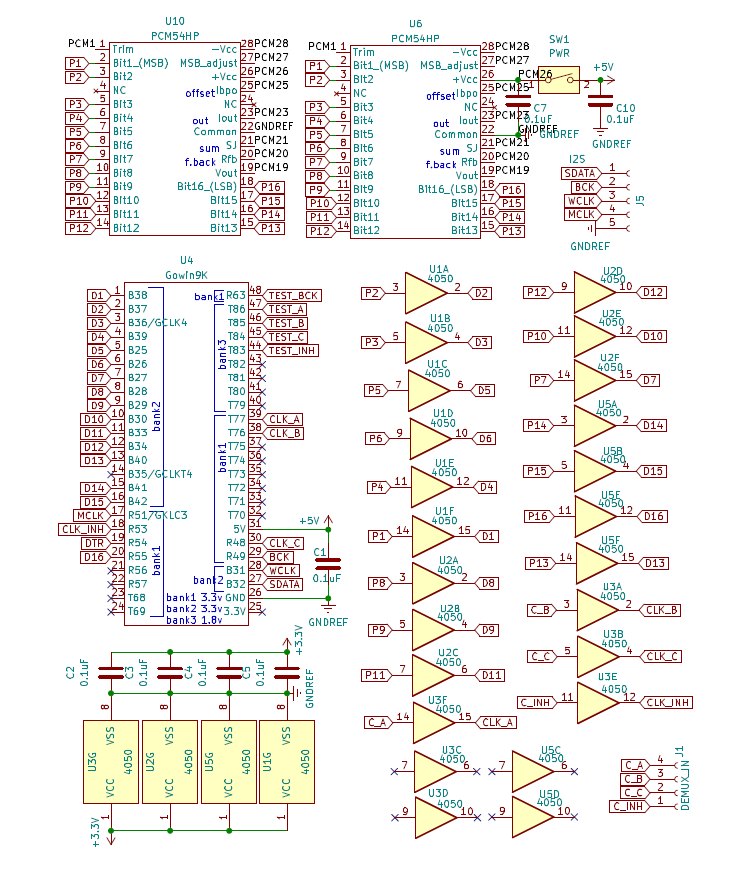 U10
PCM54HP
PCM1 1 Trim −Vcc 28 PCM28
P1 2 Bit1_(MSB) MSB_adjust 27 PCM27
P2 3 Bit2 +Vcc 26 PCM26
4 NC offset Ibpo 25 PCM25
P3 5 Bit3 NC 24
P4 6 Bit4 out Iout 23 PCM23
P5 7 Bit5 Common 22 GNDREF
P6 8 Bit6 sum SJ 21 PCM21
P7 9 Bit7 f.back Rfb 20 PCM20
P8 10 Bit8 Vout 19 PCM19
P9 11 Bit9 Bit16_(LSB) 18 P16
P10 12 BIt10 BIt15 17 P15
P11 13 BIt11 Bit14 16 P14
P12 14 Bit12 Bit13 15 P13
U6
PCM54HP
PCM1 1 Trim −Vcc 28 PCM28
P1 2 Bit1_(MSB) MSB_adjust 27 PCM27
P2 3 BIt2 +Vcc 26 PCM26
4 NC offset Ibpo 25 PCM25
P3 5 Bit3 NC 24
P4 6 Bit4 out Iout 23 PCM23
P5 7 Bit5 Common 22 GNDREF
P6 8 Bit6 sum SJ 21 PCM21
P7 9 Bit7 f.back Rfb 20 PCM20
P8 10 Bit8 Vout 19 PCM19
P9 11 Bit9 BIt16_(LSB) 18 P16
P10 12 BIt10 BIt15 17 P15
P11 13 BIt11 Bit14 16 P14
P12 14 Bit12 Bit13 15 P13
SW1
PWR
2
+5V
C7
0.1uF
GNDREF
C10
0.1uF
GNDREF
I2S
SDATA 1
BCK 2
WCLK 3
MCLK 4
5
J5
GNDREF
U4
GowIn9K
D1 1 B38 bank1 R63 48 TEST_BCK
D2 2 B37 T86 47 TEST_A
D3 3 B36/GCLK4 T85 46 TEST_B
D4 4 B39 T84 45 TEST_C
D5 5 B25 bank3 T83 44 TEST_INH
D6 6 B26 T82 43
D7 7 B27 T81 42
D8 8 B28 T80 41
D9 9 B29 T79 40
D10 10 B30 bank2 T77 39 CLK_A
D11 11 B33 T76 38 CLK_B
D12 12 B34 T75 37
D13 13 B40 bank1 T74 36
14 B35/GCLKT4 T73 35
D14 15 B41 T72 34
D15 16 B42 T71 33
MCLK 17 R51/GXLC3 T70 32
CLK_INH 18 R53 5V 31
DTR 19 R54 R48 30 CLK_C
D16 20 R55 bank1 R49 29 BCK
21 R56 B31 28 WCLK
22 R57 bank2 B32 27 SDATA
23 T68 bank1 3.3v GND 26
24 T69 bank2 3.3v 3.3V 25
bank3 1.8v
+5V
C1
0.1uF
GNDREF
U1A
4050
P2 3 2 D2
U1B
4050
P3 5 4 D3
U1C
4050
P5 7 6 D5
U1D
4050
P6 9 10 D6
U1E
4050
P4 11 12 D4
U1F
4050
P1 14 15 D1
U2A
4050
P8 3 2 D8
U2B
4050
P9 5 4 D9
U2C
4050
P11 7 6 D11
U3F
4050
C_A 14 15 CLK_A
U3C
4050
7 6
U3D
4050
9 10
U2D
4050
P12 9 10 D12
U2E
4050
P10 11 12 D10
U2F
4050
P7 14 15 D7
U5A
4050
P14 3 2 D14
U5B
4050
P15 5 4 D15
U5E
4050
P16 11 12 D16
U5F
4050
P13 14 15 D13
U3A
4050
C_B 3 2 CLK_B
U3B
4050
C_C 5 4 CLK_C
U3E
4050
C_INH 11 12 CLK_INH
U5C
4050
7 6
U5D
4050
9 10
C_A 4
C_B 3
C_C 2
C_INH 1
J1
DEMUX_IN
+3.3V
C2
0.1uF
C3
0.1uF
C4
0.1uF
C5
0.1uF
GNDREF
8 8 8 8
U3G VSS VCC 4050
U2G VSS VCC 4050
U5G VSS VCC 4050
U1G VSS VCC 4050
1 1 1 1
+3.3V